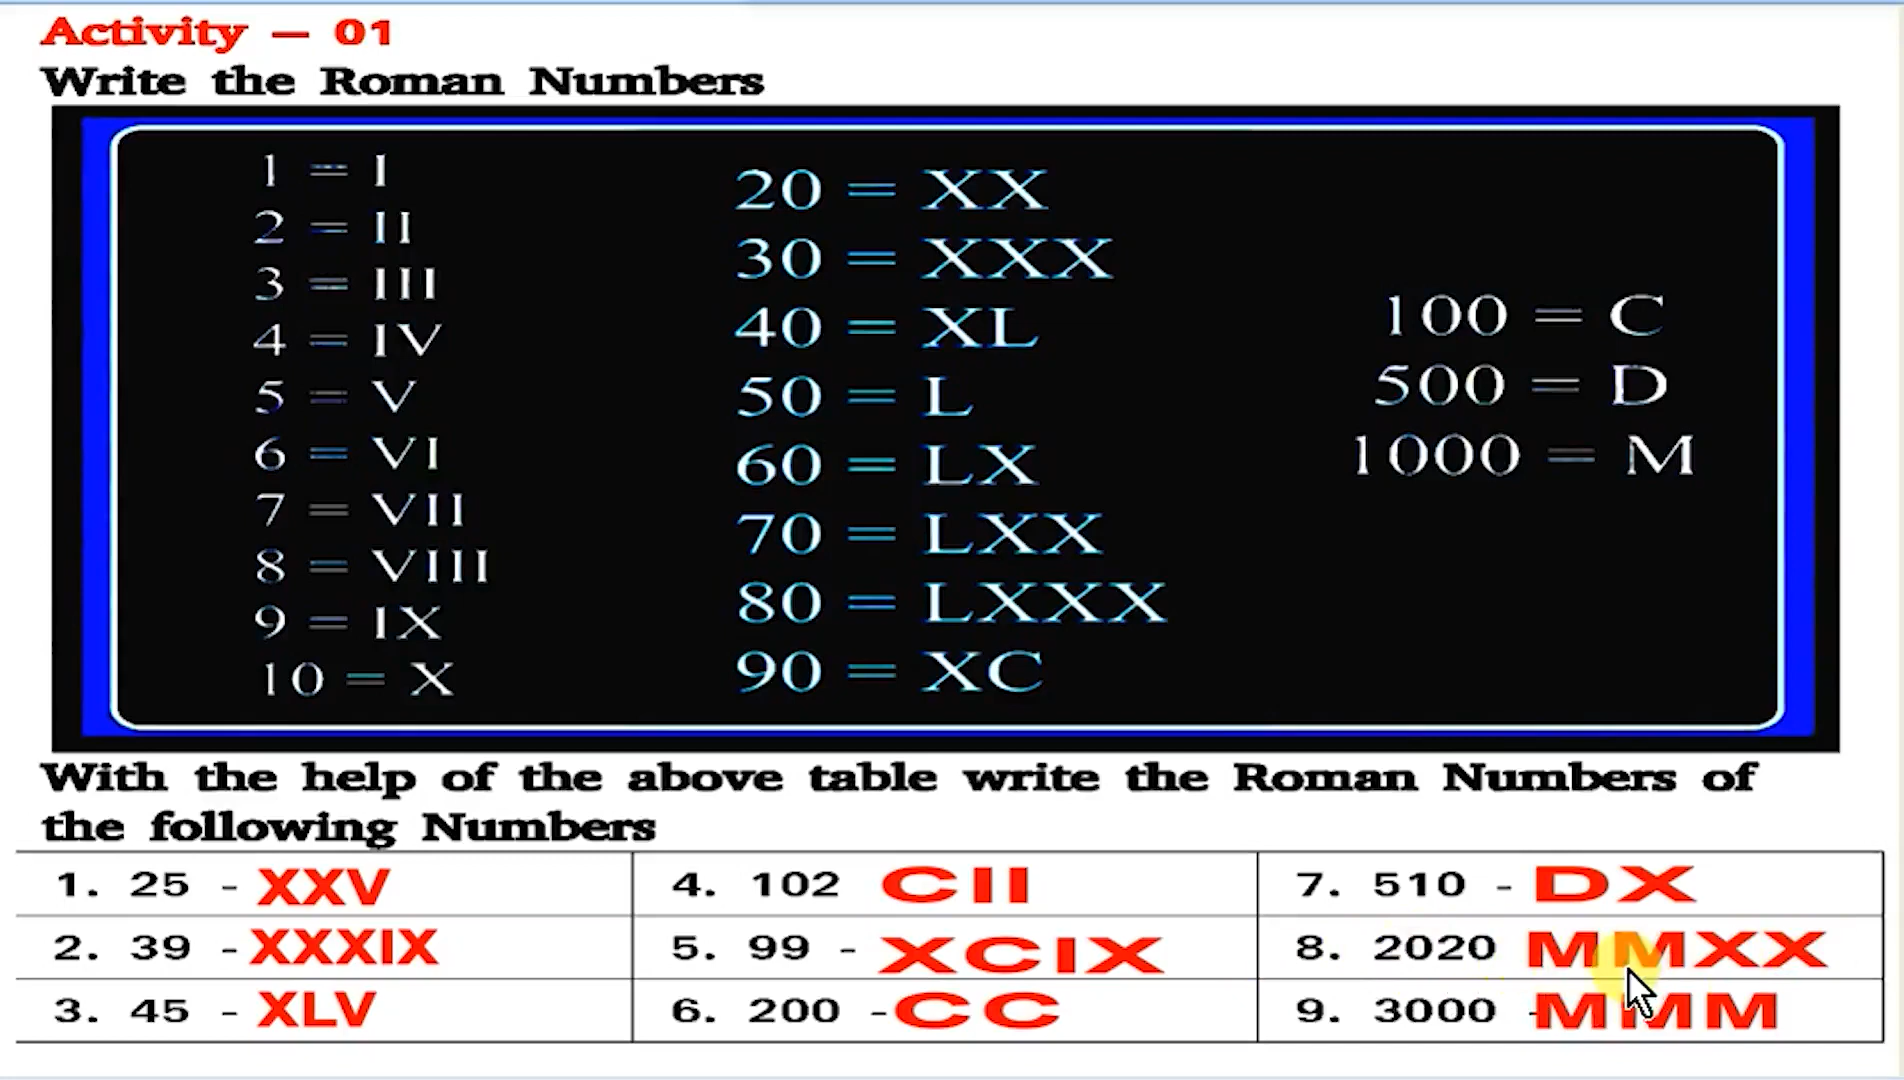 Activity – 01
Write the Roman Numbers
1 = I
2 = II
3 = III
4 = IV
5 = V
6 = VI
7 = VII
8 = VIII
9 = IX
10 = X
20 = XX
30 = XXX
40 = XL
50 = L
60 = LX
70 = LXX
80 = LXXX
90 = XC
100 = C
500 = D
1000 = M
With the help of the above table write the Roman Numbers of
the following Numbers
1. 25 - XXV
2. 39 - XXXIX
3. 45 - XLV
4. 102 CII
5. 99 - XCIX
6. 200 - CC
7. 510 - DX
8. 2020 MMXX
9. 3000 - MMM